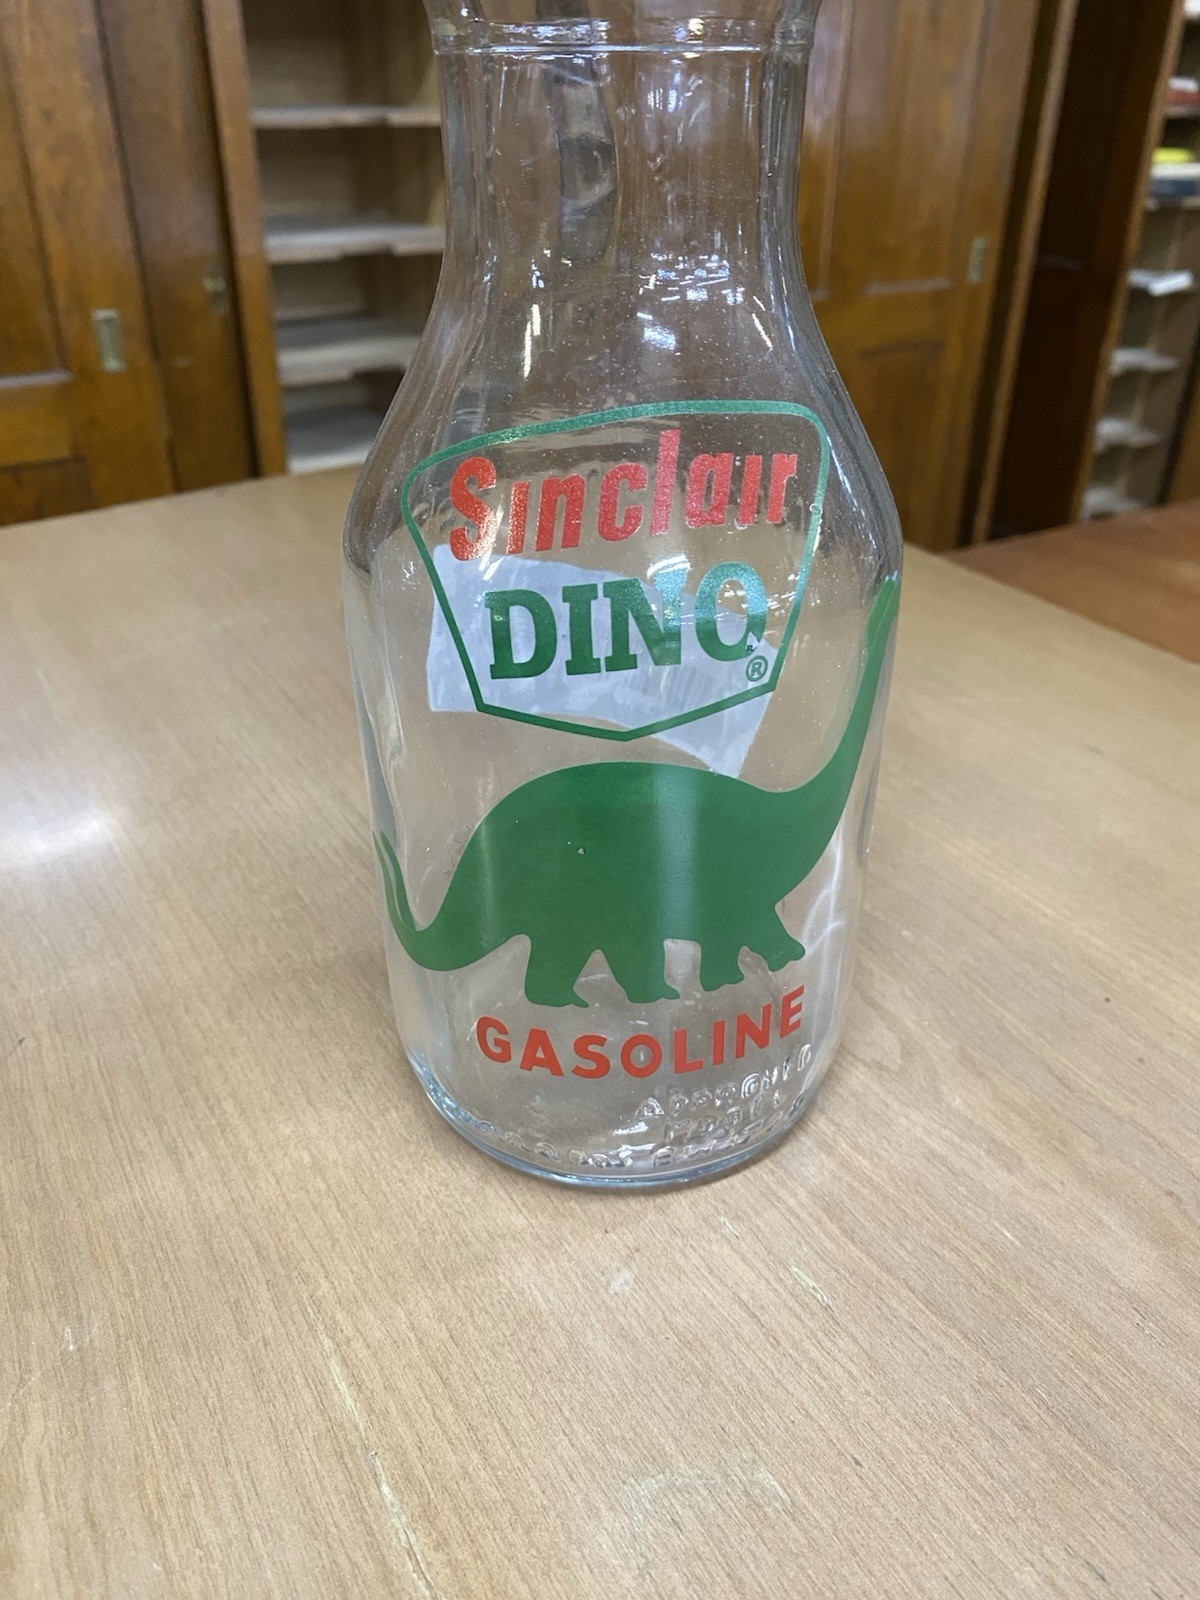 Sinclair
DINO
®
GASOLINE